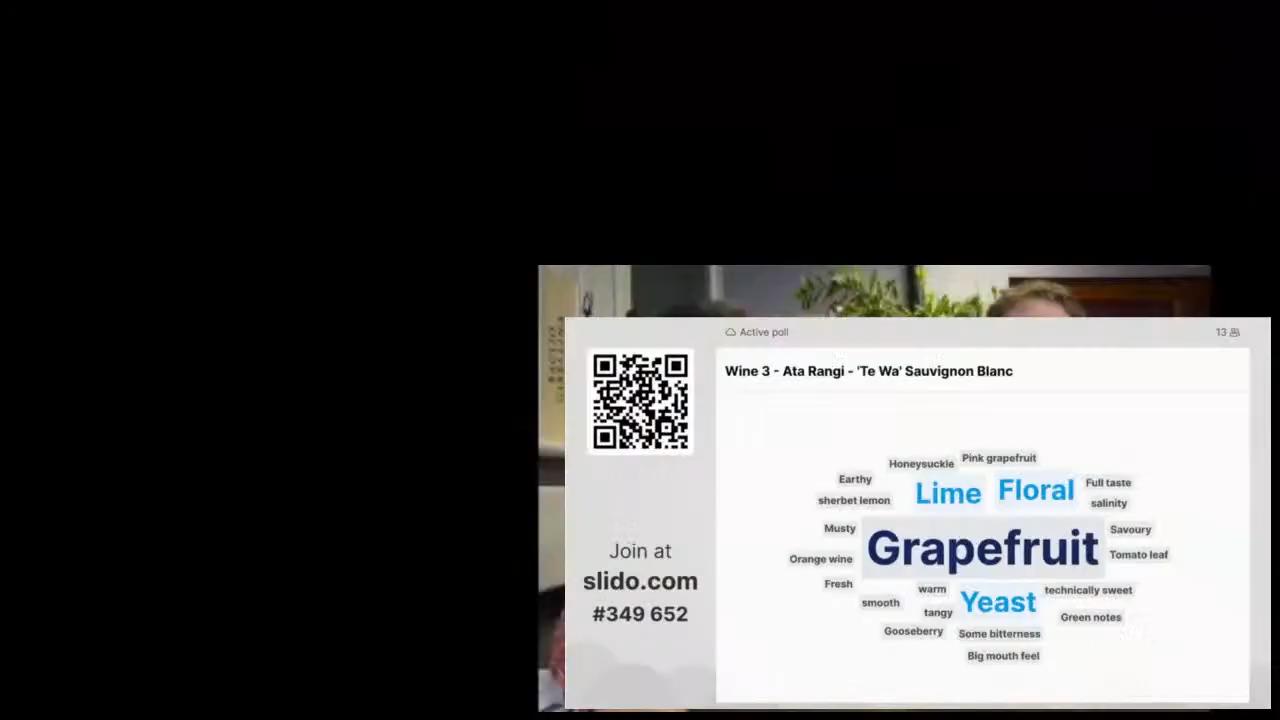 Active poll
13
Wine 3 - Ata Rangi - 'Te Wa' Sauvignon Blanc
Join at
slido.com
#349 652
Honeysuckle
Pink grapefruit
Earthy
Lime
Floral
Full taste
sherbet lemon
salinity
Musty
Grapefruit
Savoury
Orange wine
Tomato leaf
Fresh
warm
technically sweet
smooth
Yeast
tangy
Green notes
Gooseberry
Some bitterness
Big mouth feel